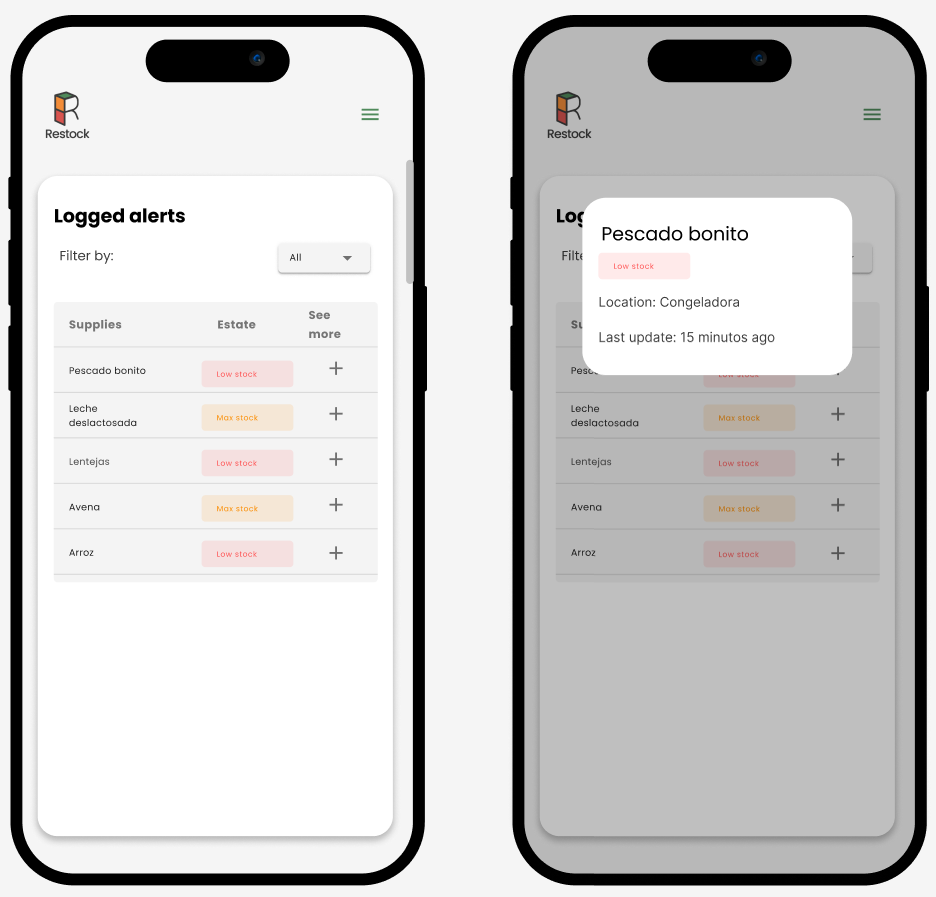 Restock
Logged alerts
Filter by:
All
Supplies Estate See more
Pescado bonito Low stock
Leche deslactosada Max stock
Lentejas Low stock
Avena Max stock
Arroz Low stock
Restock
Log
Filte
Su
Pescado bonito
Low stock
Location: Congeladora
Last update: 15 minutos ago
Pesc
Low stock
Leche deslactosada Max stock
Lentejas Low stock
Avena Max stock
Arroz Low stock